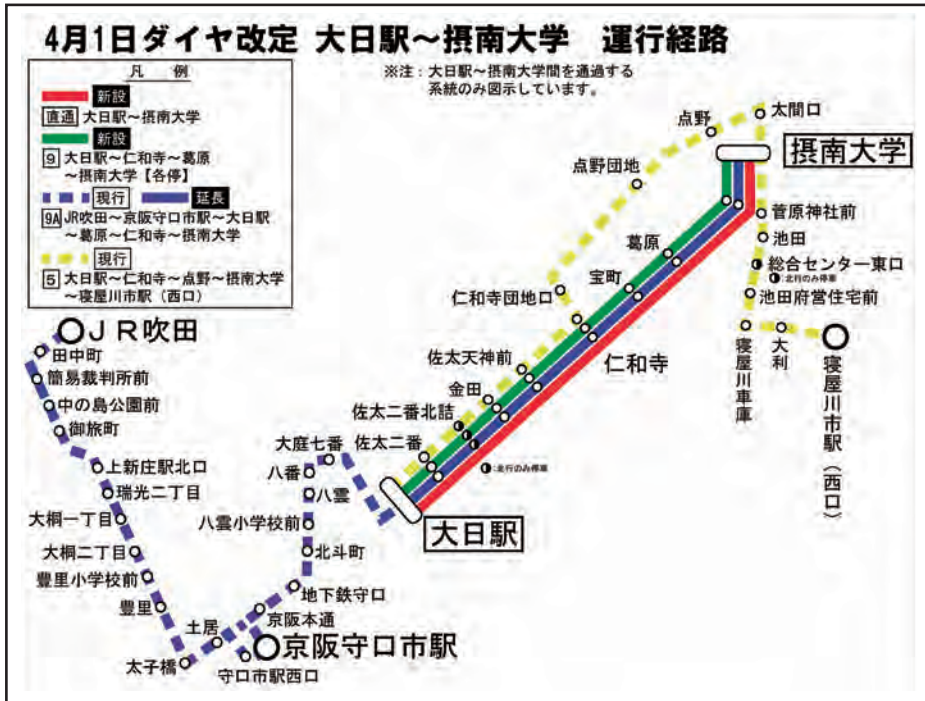 4月1日ダイヤ改定 大日駅～摂南大学 運行経路
※注：大日駅～摂南大学間を通過する
系統のみ図示しています。
凡 例
新設
直通 大日駅～摂南大学
新設
9 大日駅～仁和寺～葛原
～摂南大学【各停】
現行 延長
9A JR吹田～京阪守口市駅～大日駅
～葛原～仁和寺～摂南大学
現行
5 大日駅～仁和寺～点野～摂南大学
～寝屋川市駅（西口）
太間口
点野
摂南大学
点野団地
菅原神社前
葛原
池田
宝町
総合センター東口
:北行のみ停車
仁和寺団地口
池田府営住宅前
JR吹田
田中町
簡易裁判所前
中の島公園前
御旅町
上新庄駅北口
瑞光二丁目
大桐一丁目
大桐二丁目
豊里小学校前
豊里
太子橋
土居
守口市駅西口
京阪守口市駅
京阪本通
地下鉄守口
北斗町
八雲小学校前
八雲
八番
大庭七番
大日駅
佐太二番
佐太二番北詰
:北行のみ停車
金田
佐太天神前
仁和寺
寝屋川車庫
大利
寝屋川市駅（西口）